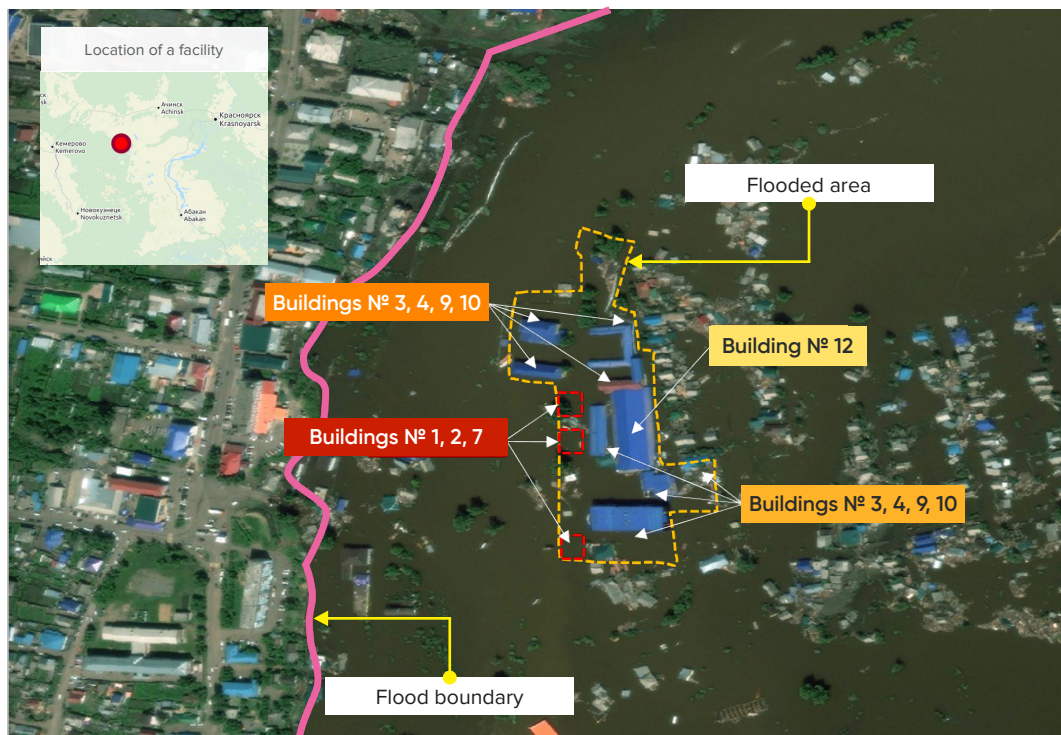 Location of a facility
Ачинск
Achinsk
Красноярск
Krasnoyarsk
Кемерово
Kemerovo
Новокузнецк
Novokuznetsk
Абакан
Abakan
Flooded area
Buildings № 3, 4, 9, 10
Building № 12
Buildings № 1, 2, 7
Buildings № 3, 4, 9, 10
Flood boundary